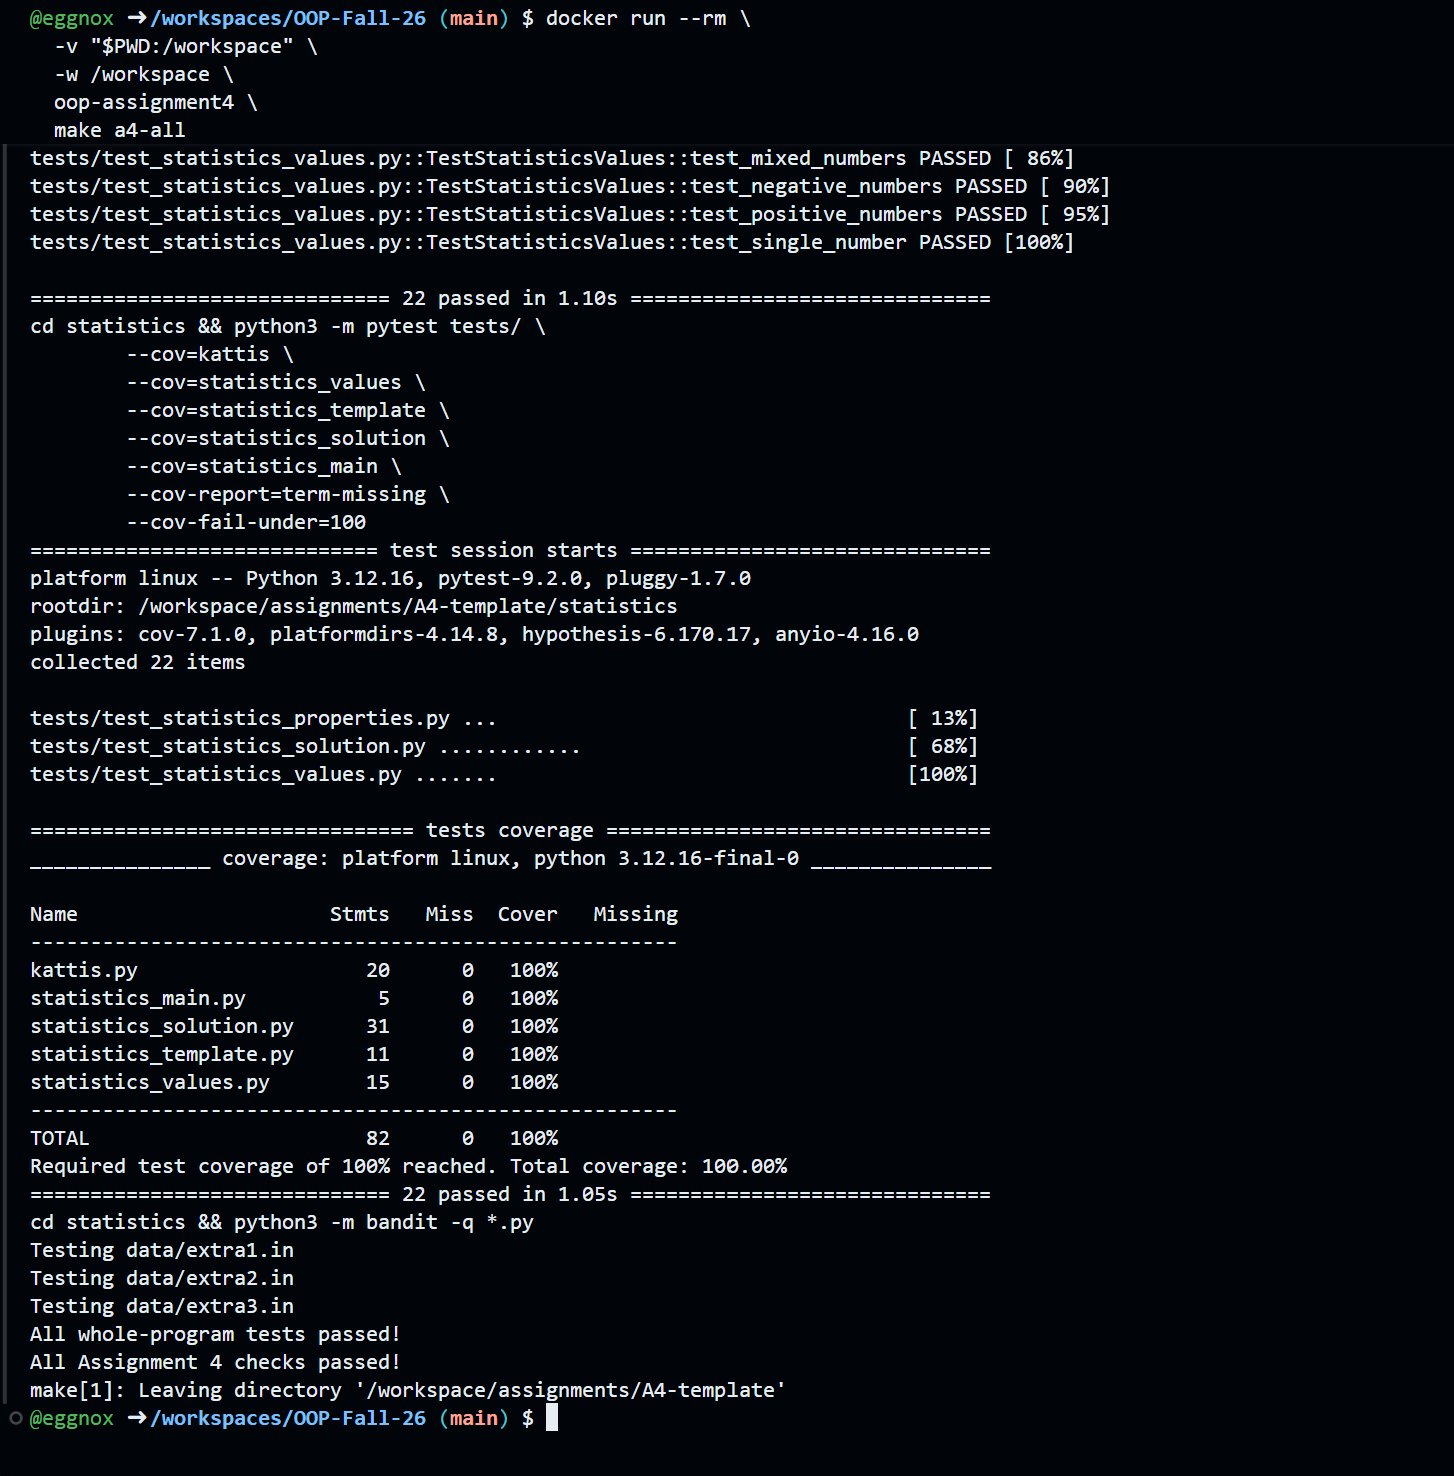 @eggnox ➜/workspaces/OOP-Fall-26 (main) $ docker run --rm \
  -v "$PWD:/workspace" \
  -w /workspace \
  oop-assignment4 \
  make a4-all
tests/test_statistics_values.py::TestStatisticsValues::test_mixed_numbers PASSED [ 86%]
tests/test_statistics_values.py::TestStatisticsValues::test_negative_numbers PASSED [ 90%]
tests/test_statistics_values.py::TestStatisticsValues::test_positive_numbers PASSED [ 95%]
tests/test_statistics_values.py::TestStatisticsValues::test_single_number PASSED [100%]
============================== 22 passed in 1.10s ==============================
cd statistics && python3 -m pytest tests/ \
        --cov=kattis \
        --cov=statistics_values \
        --cov=statistics_template \
        --cov=statistics_solution \
        --cov=statistics_main \
        --cov-report=term-missing \
        --cov-fail-under=100
============================= test session starts ==============================
platform linux -- Python 3.12.16, pytest-9.2.0, pluggy-1.7.0
rootdir: /workspace/assignments/A4-template/statistics
plugins: cov-7.1.0, platformdirs-4.14.8, hypothesis-6.170.17, anyio-4.16.0
collected 22 items
tests/test_statistics_properties.py ...                                  [ 13%]
tests/test_statistics_solution.py ............                           [ 68%]
tests/test_statistics_values.py .......                                  [100%]
================================ tests coverage ================================
_______________ coverage: platform linux, python 3.12.16-final-0 _______________
Name                     Stmts   Miss  Cover   Missing
------------------------------------------------------
kattis.py                   20      0   100%
statistics_main.py           5      0   100%
statistics_solution.py      31      0   100%
statistics_template.py      11      0   100%
statistics_values.py        15      0   100%
------------------------------------------------------
TOTAL                       82      0   100%
Required test coverage of 100% reached. Total coverage: 100.00%
============================== 22 passed in 1.05s ==============================
cd statistics && python3 -m bandit -q *.py
Testing data/extra1.in
Testing data/extra2.in
Testing data/extra3.in
All whole-program tests passed!
All Assignment 4 checks passed!
make[1]: Leaving directory '/workspace/assignments/A4-template'
@eggnox ➜/workspaces/OOP-Fall-26 (main) $